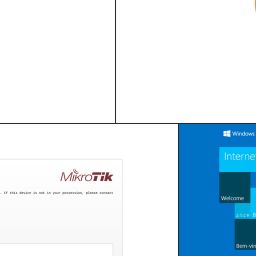 MikroTik
. If this device is not in your possession, please contact
Windows
Interne
Welcome
Bem-vin